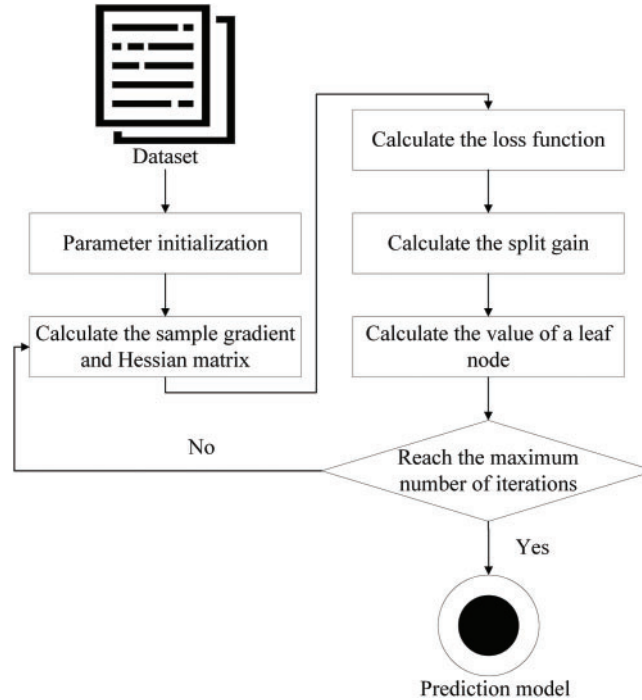 Dataset
Parameter initialization
Calculate the sample gradient
and Hessian matrix
Calculate the loss function
Calculate the split gain
Calculate the value of a leaf
node
Reach the maximum
number of iterations
No
Yes
Prediction model